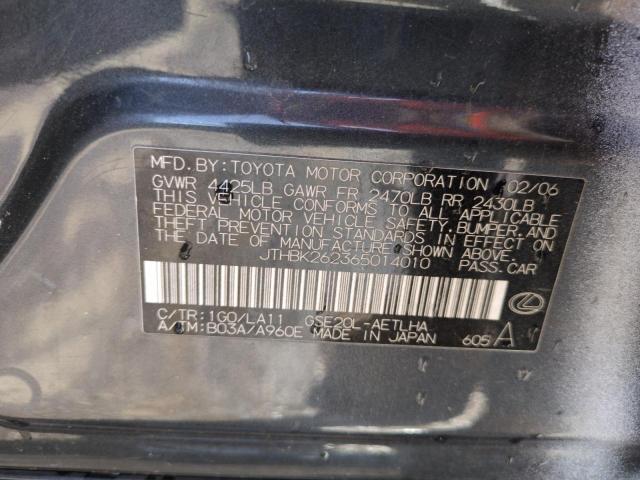 MFD. BY: TOYOTA MOTOR CORPORATION 02/06
GVWR 4425LB GAWR FR 2470LB RR 2430LB
THIS VEHICLE CONFORMS TO ALL APPLICABLE
FEDERAL MOTOR VEHICLE SAFETY, BUMPER, AND
THEFT PREVENTION STANDARDS IN EFFECT ON
THE DATE OF MANUFACTURE SHOWN ABOVE.
JTHBK262365014010 PASS.CAR
C/TR:1G0/LA11 GSE20L-AETLHA
A/TM:B03A/A960E MADE IN JAPAN 605 A